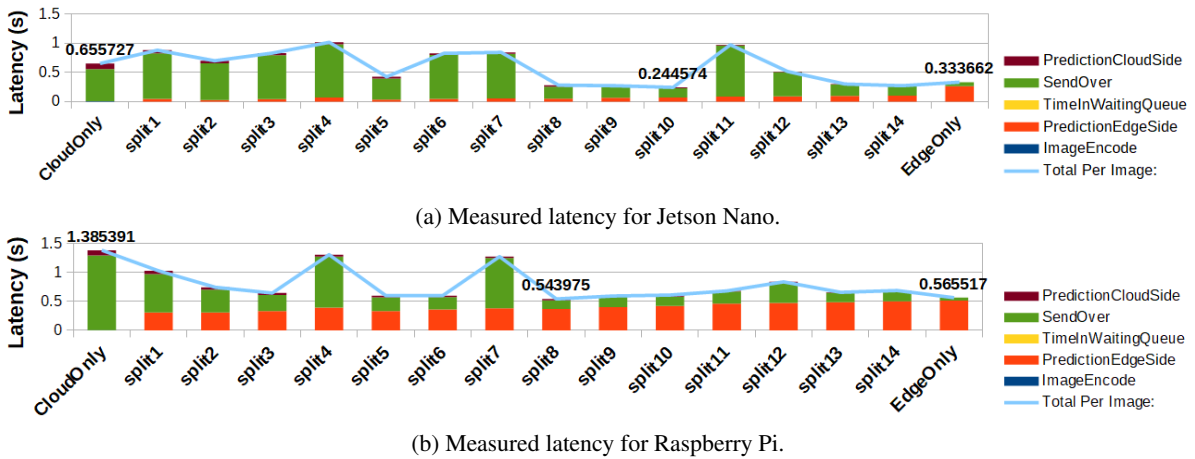 1.5
1
0.5
0
Latency (s)
0.655727
0.244574
0.333662
CloudOnly
split1
split2
split3
split4
split5
split6
split7
split8
split9
split10
split11
split12
split13
split14
EdgeOnly
PredictionCloudSide
SendOver
TimeInWaitingQueue
PredictionEdgeSide
ImageEncode
Total Per Image:
(a) Measured latency for Jetson Nano.
1.5
1
0.5
0
Latency (s)
1.385391
0.543975
0.565517
CloudOnly
split1
split2
split3
split4
split5
split6
split7
split8
split9
split10
split11
split12
split13
split14
EdgeOnly
PredictionCloudSide
SendOver
TimeInWaitingQueue
PredictionEdgeSide
ImageEncode
Total Per Image:
(b) Measured latency for Raspberry Pi.